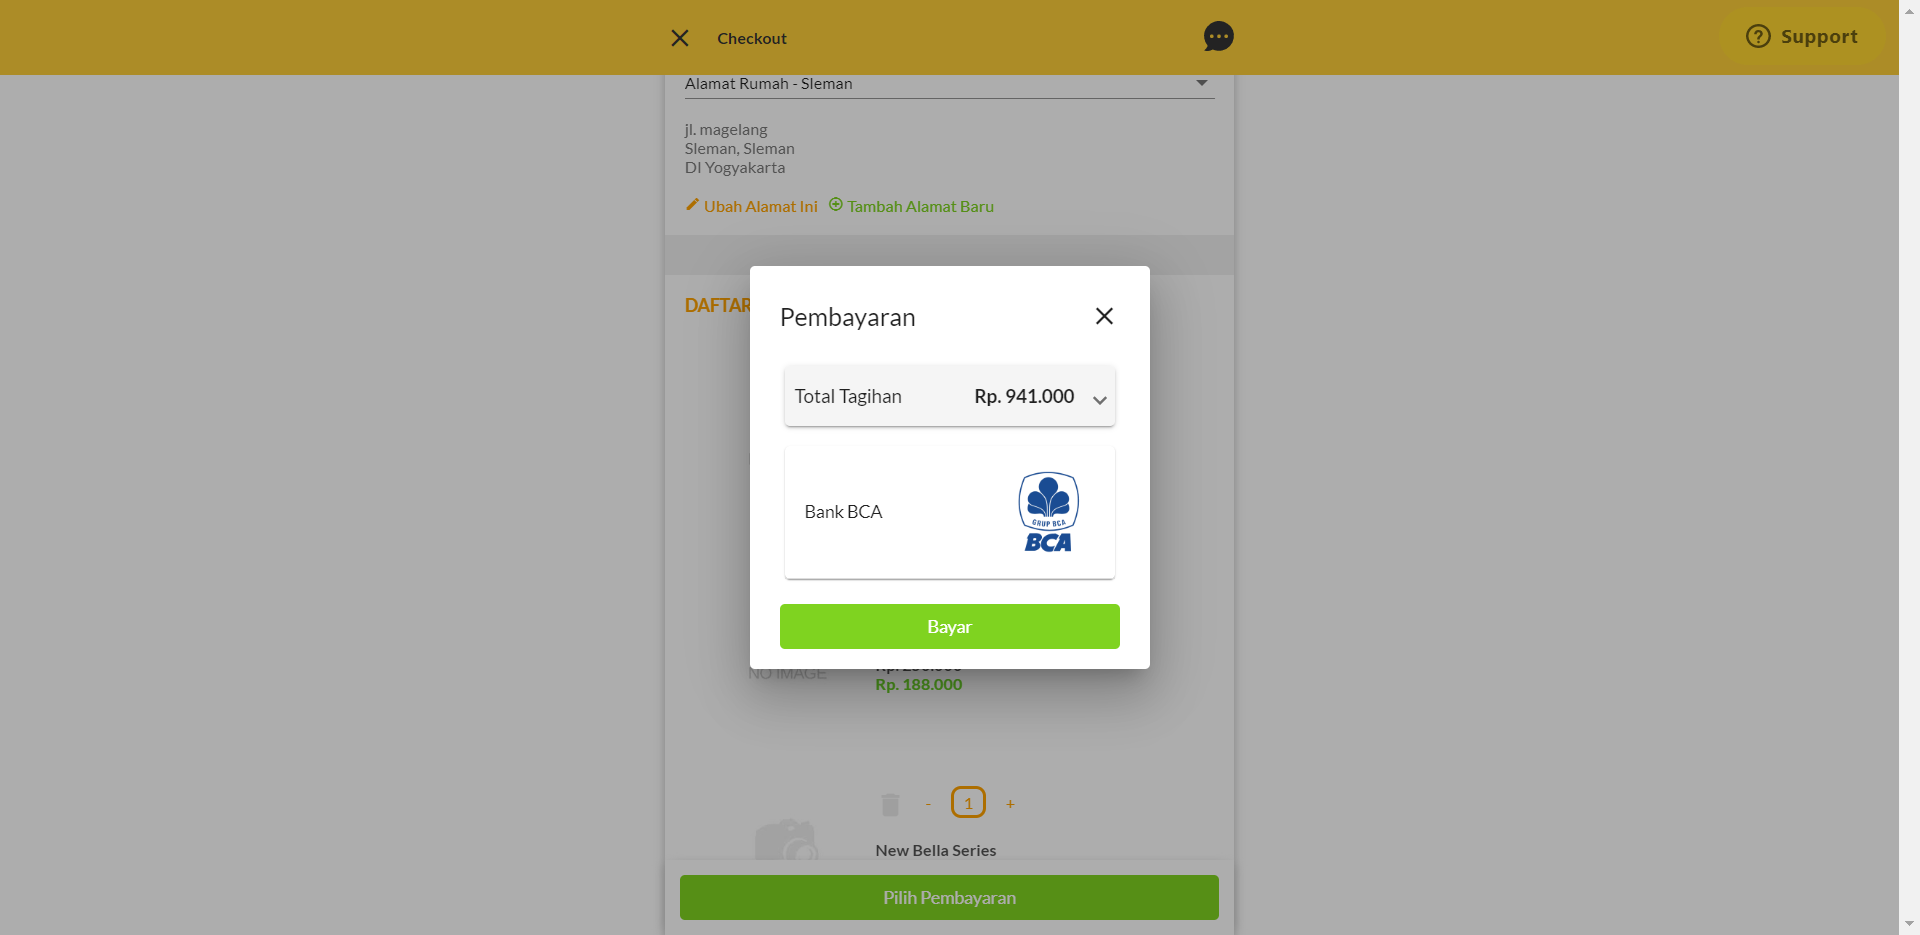 Checkout
Support
Alamat Rumah - Sleman
jl. magelang
Sleman, Sleman
DI Yogyakarta
Ubah Alamat Ini
Tambah Alamat Baru
DAFTAR
Pembayaran
Total Tagihan
Rp. 941.000
Bank BCA
GRUP BCA
BCA
Bayar
NO IMAGE
Rp. 188.000
-
1
+
New Bella Series
Pilih Pembayaran